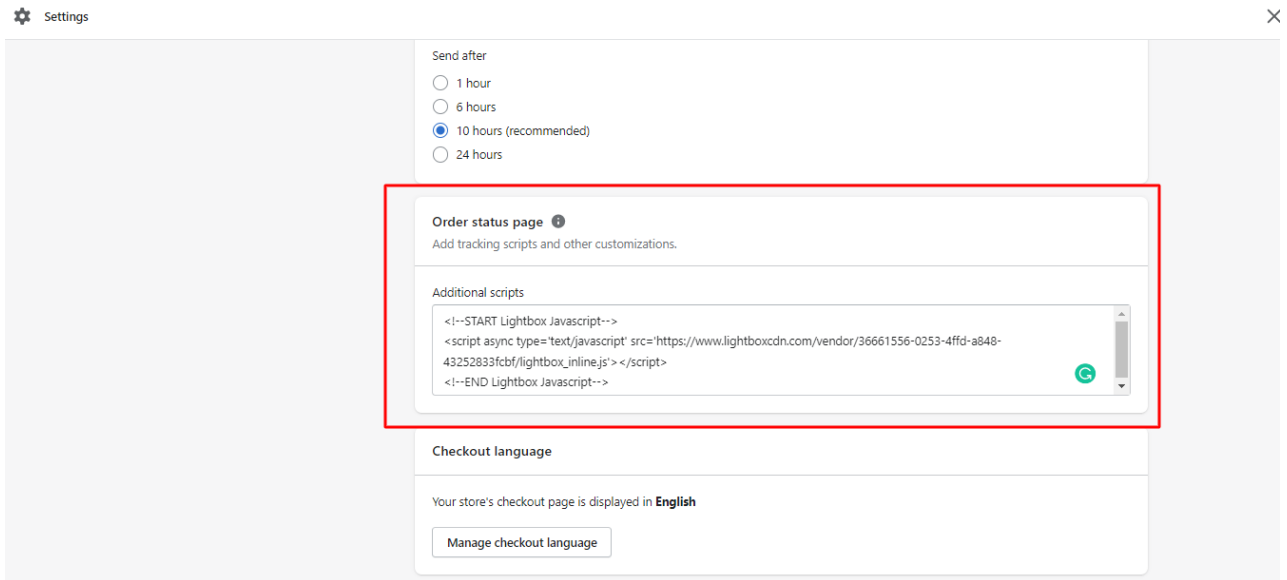 Settings
Send after
1 hour
6 hours
10 hours (recommended)
24 hours
Order status page
Add tracking scripts and other customizations.
Additional scripts
<!--START Lightbox Javascript-->
<script async type='text/javascript' src='https://www.lightboxcdn.com/vendor/36661556-0253-4ffd-a848-
43252833fcbf/lightbox_inline.js'></script>
<!--END Lightbox Javascript-->
Checkout language
Your store's checkout page is displayed in English
Manage checkout language